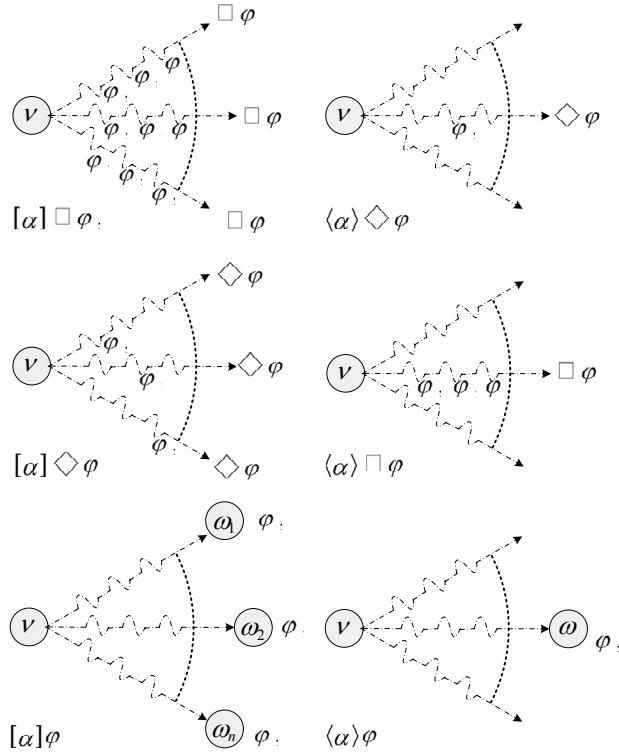 □ φ
ν φ φ φ
φ φ φ □ φ
φ φ φ
[α] □ φ , □ φ
ν φ ◇ φ
⟨α⟩ ◇ φ
◇ φ
φ
ν φ ◇ φ
φ
[α] ◇ φ ◇ φ
ν φ φ φ □ φ
⟨α⟩ □ φ
ω₁ φ ,
ν ω₂ φ
[α]φ ωₙ φ ,
ν ω φ ,
⟨α⟩φ